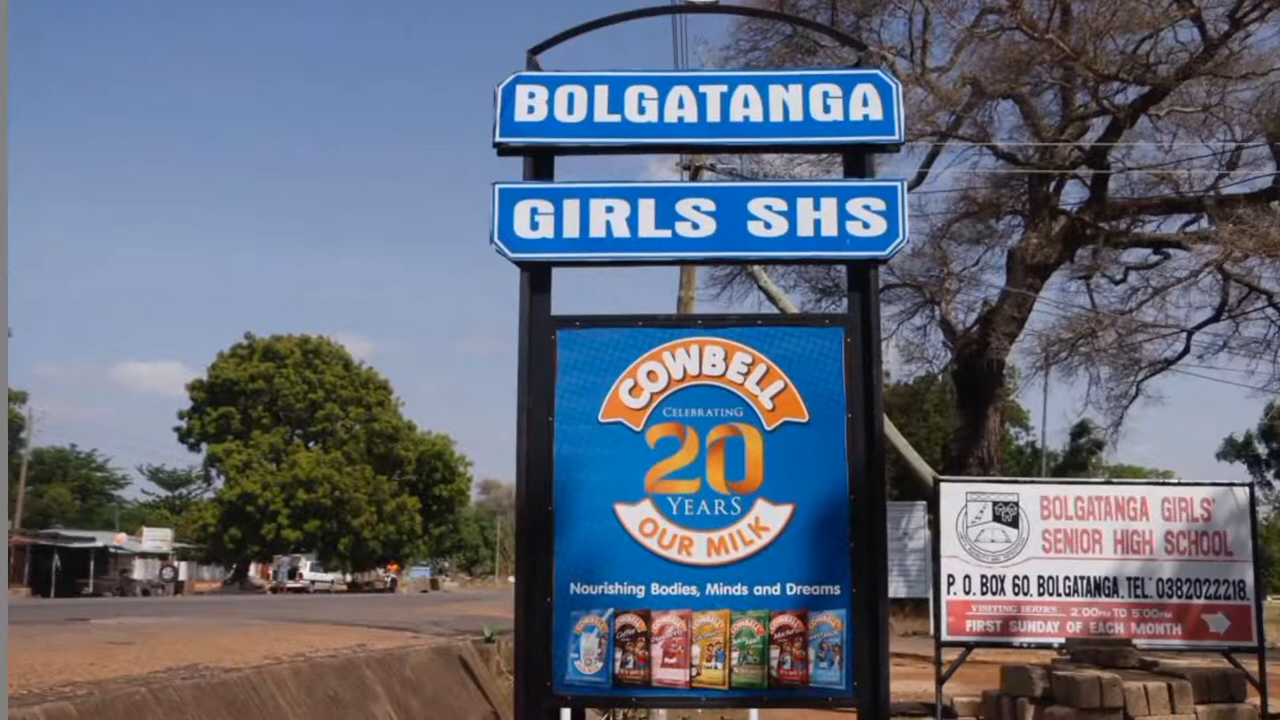 BOLGATANGA
GIRLS SHS
COWBELL
CELEBRATING
20
YEARS
OUR MILK
Nourishing Bodies, Minds and Dreams
BOLGATANGA GIRLS'
SENIOR HIGH SCHOOL
P. O. BOX 60, BOLGATANGA. TEL: 0382022218.
VISITING HOURS 2.00PM TO 5.00PM
FIRST SUNDAY OF EACH MONTH